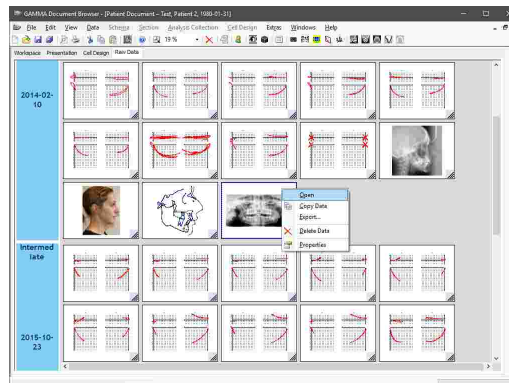 GAMMA Document Browser - [Patient Document - Test, Patient 2, 1980-01-31]
File Edit View Data Schema Section Analysis Collection Cell Design Extras Windows Help
19 %
Workspace Presentation Cell Design Raw Data
2014-02-
10
Open
Copy Data
Export...
Delete Data
Properties
Intermed
iate
2015-10-
23